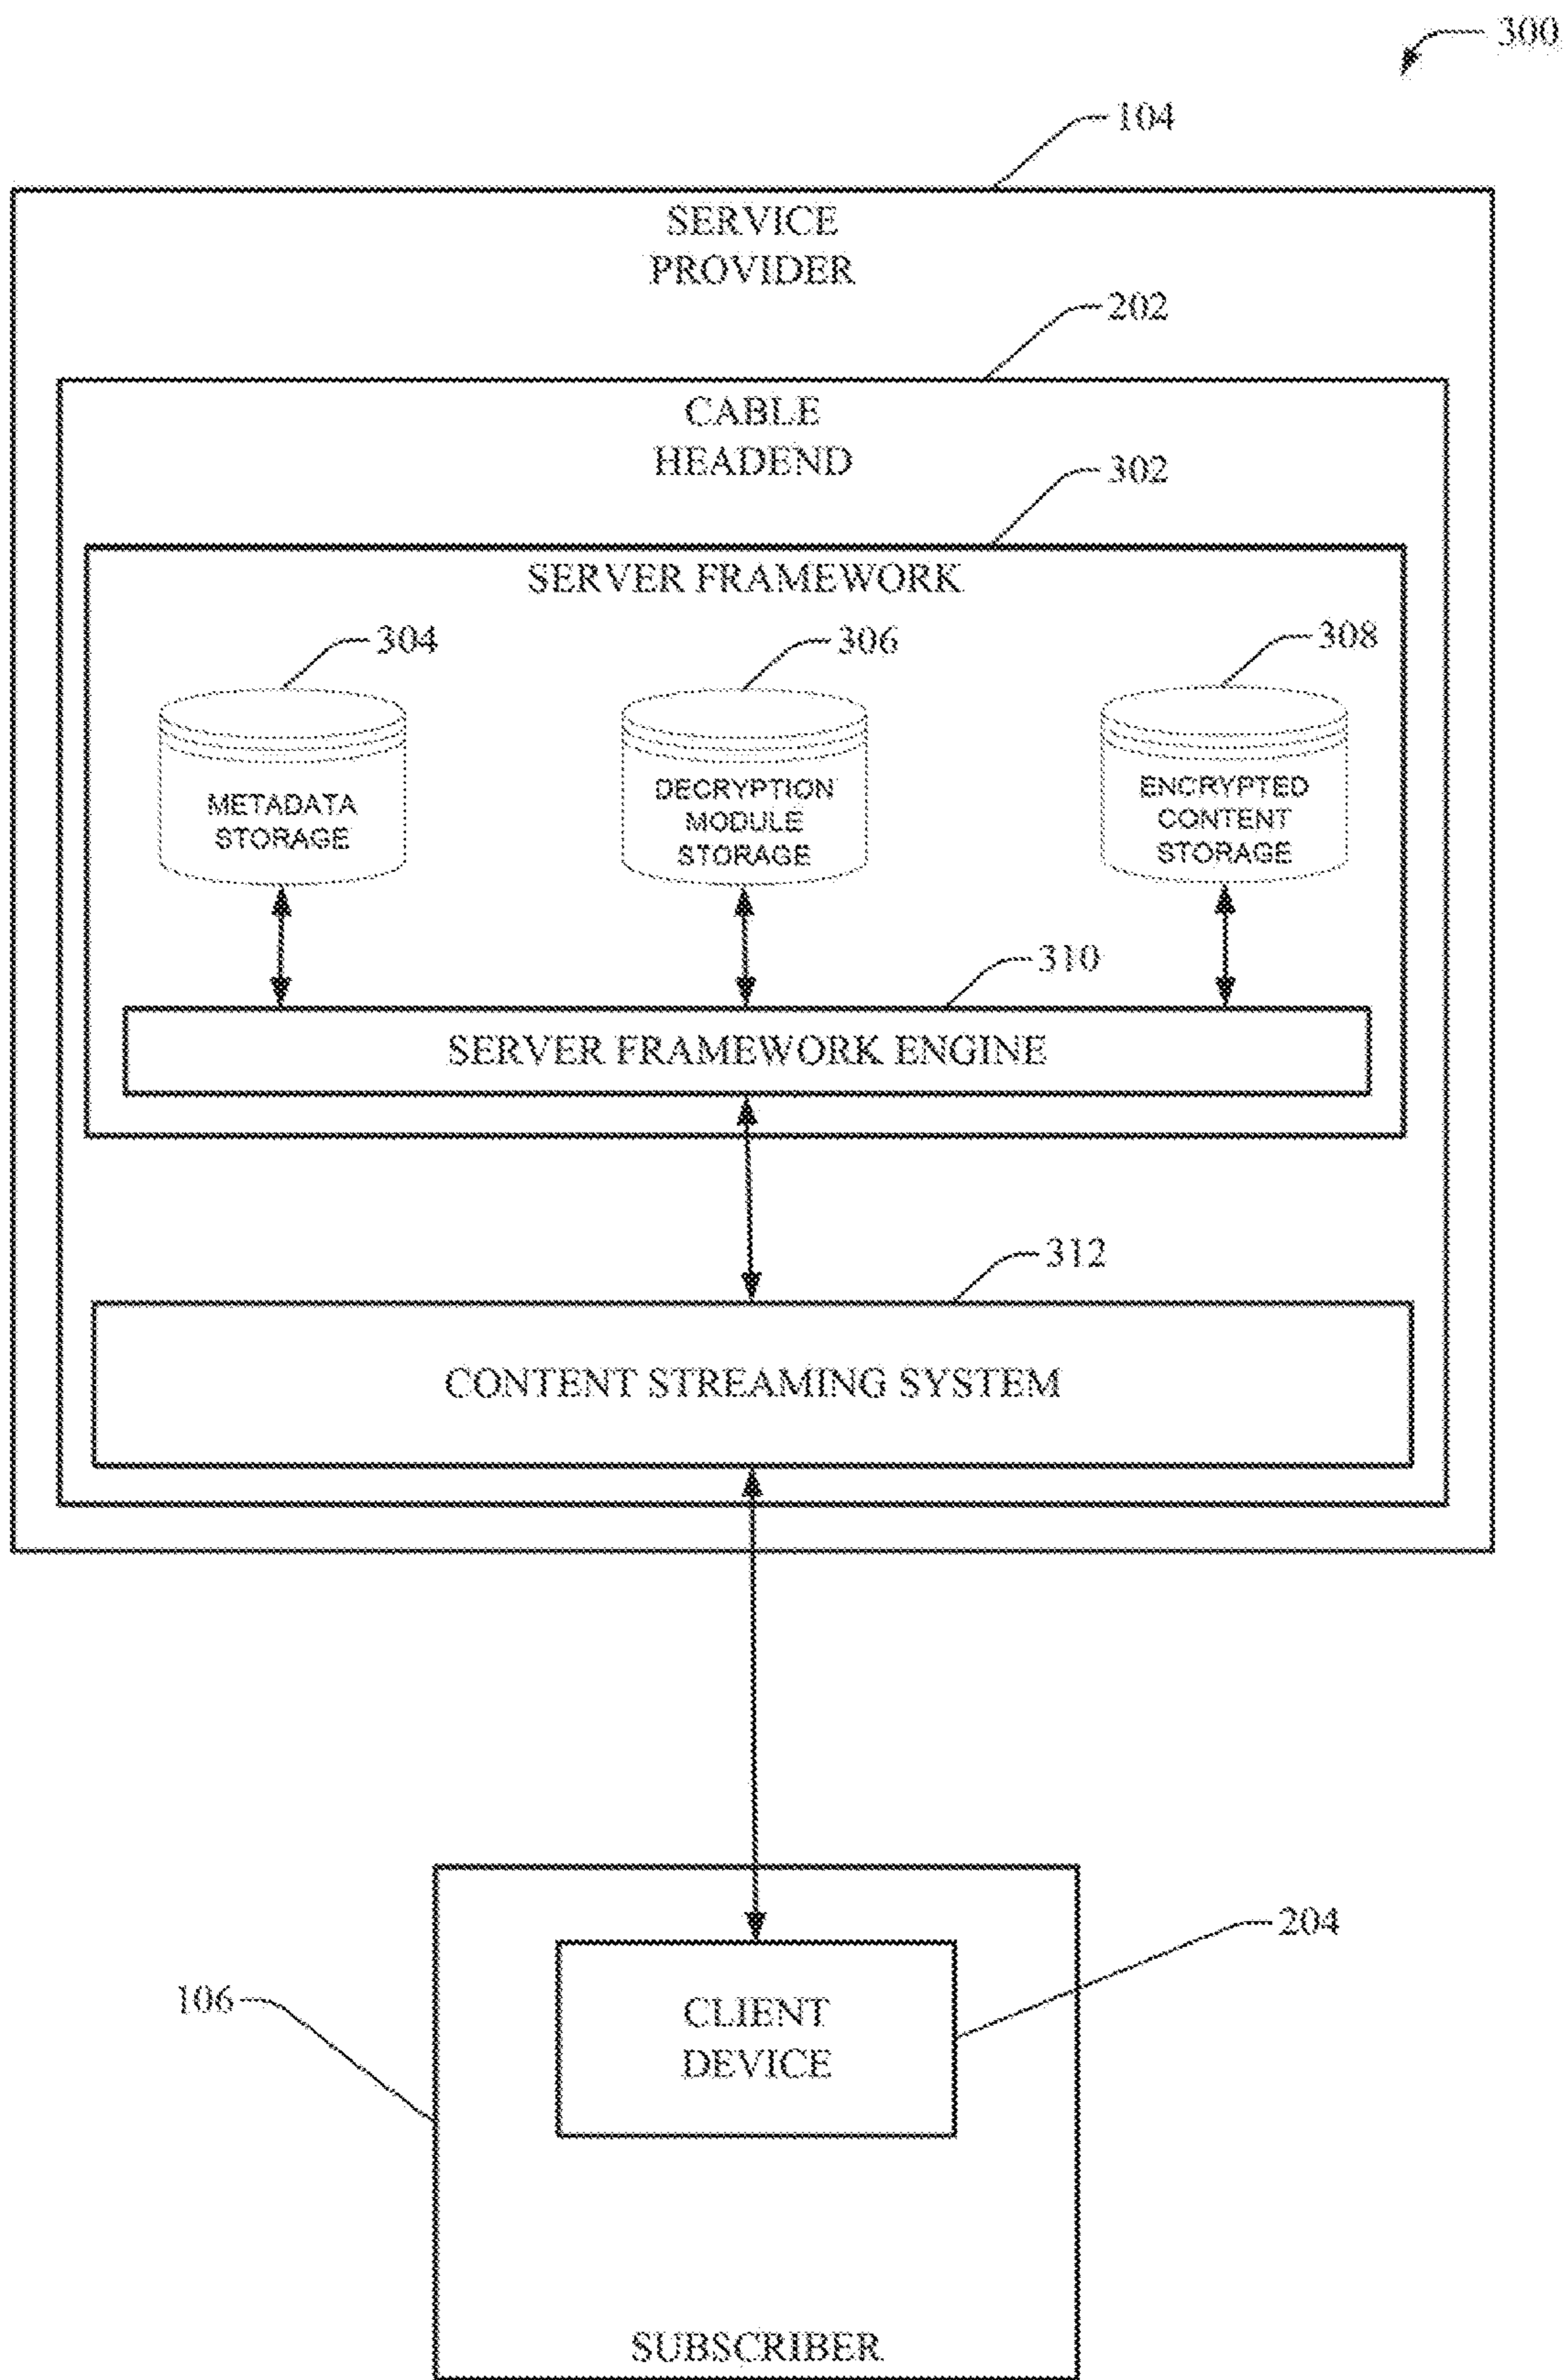 300
104
SERVICE
PROVIDER
202
CABLE
HEADEND
302
SERVER FRAMEWORK
304
306
308
METADATA
STORAGE
DECRYPTION
MODULE
STORAGE
ENCRYPTED
CONTENT
STORAGE
310
SERVER FRAMEWORK ENGINE
312
CONTENT STREAMING SYSTEM
204
106
CLIENT
DEVICE
SUBSCRIBER